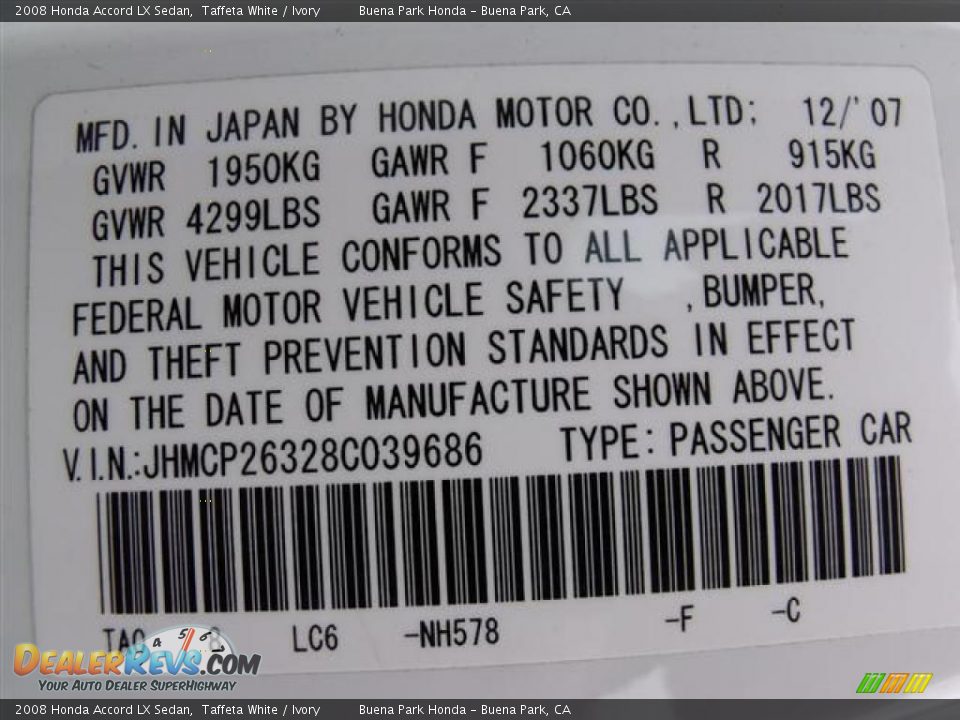 2008 Honda Accord LX Sedan, Taffeta White / Ivory Buena Park Honda - Buena Park, CA
MFD. IN JAPAN BY HONDA MOTOR CO.,LTD; 12/'07
GVWR 1950KG GAWR F 1060KG R 915KG
GVWR 4299LBS GAWR F 2337LBS R 2017LBS
THIS VEHICLE CONFORMS TO ALL APPLICABLE
FEDERAL MOTOR VEHICLE SAFETY ,BUMPER,
AND THEFT PREVENTION STANDARDS IN EFFECT
ON THE DATE OF MANUFACTURE SHOWN ABOVE.
V.I.N.:JHMCP26328C039686 TYPE: PASSENGER CAR
LC6 -NH578 -F -C
DEALERREVS.COM
YOUR AUTO DEALER SUPERHIGHWAY
2008 Honda Accord LX Sedan, Taffeta White / Ivory Buena Park Honda - Buena Park, CA